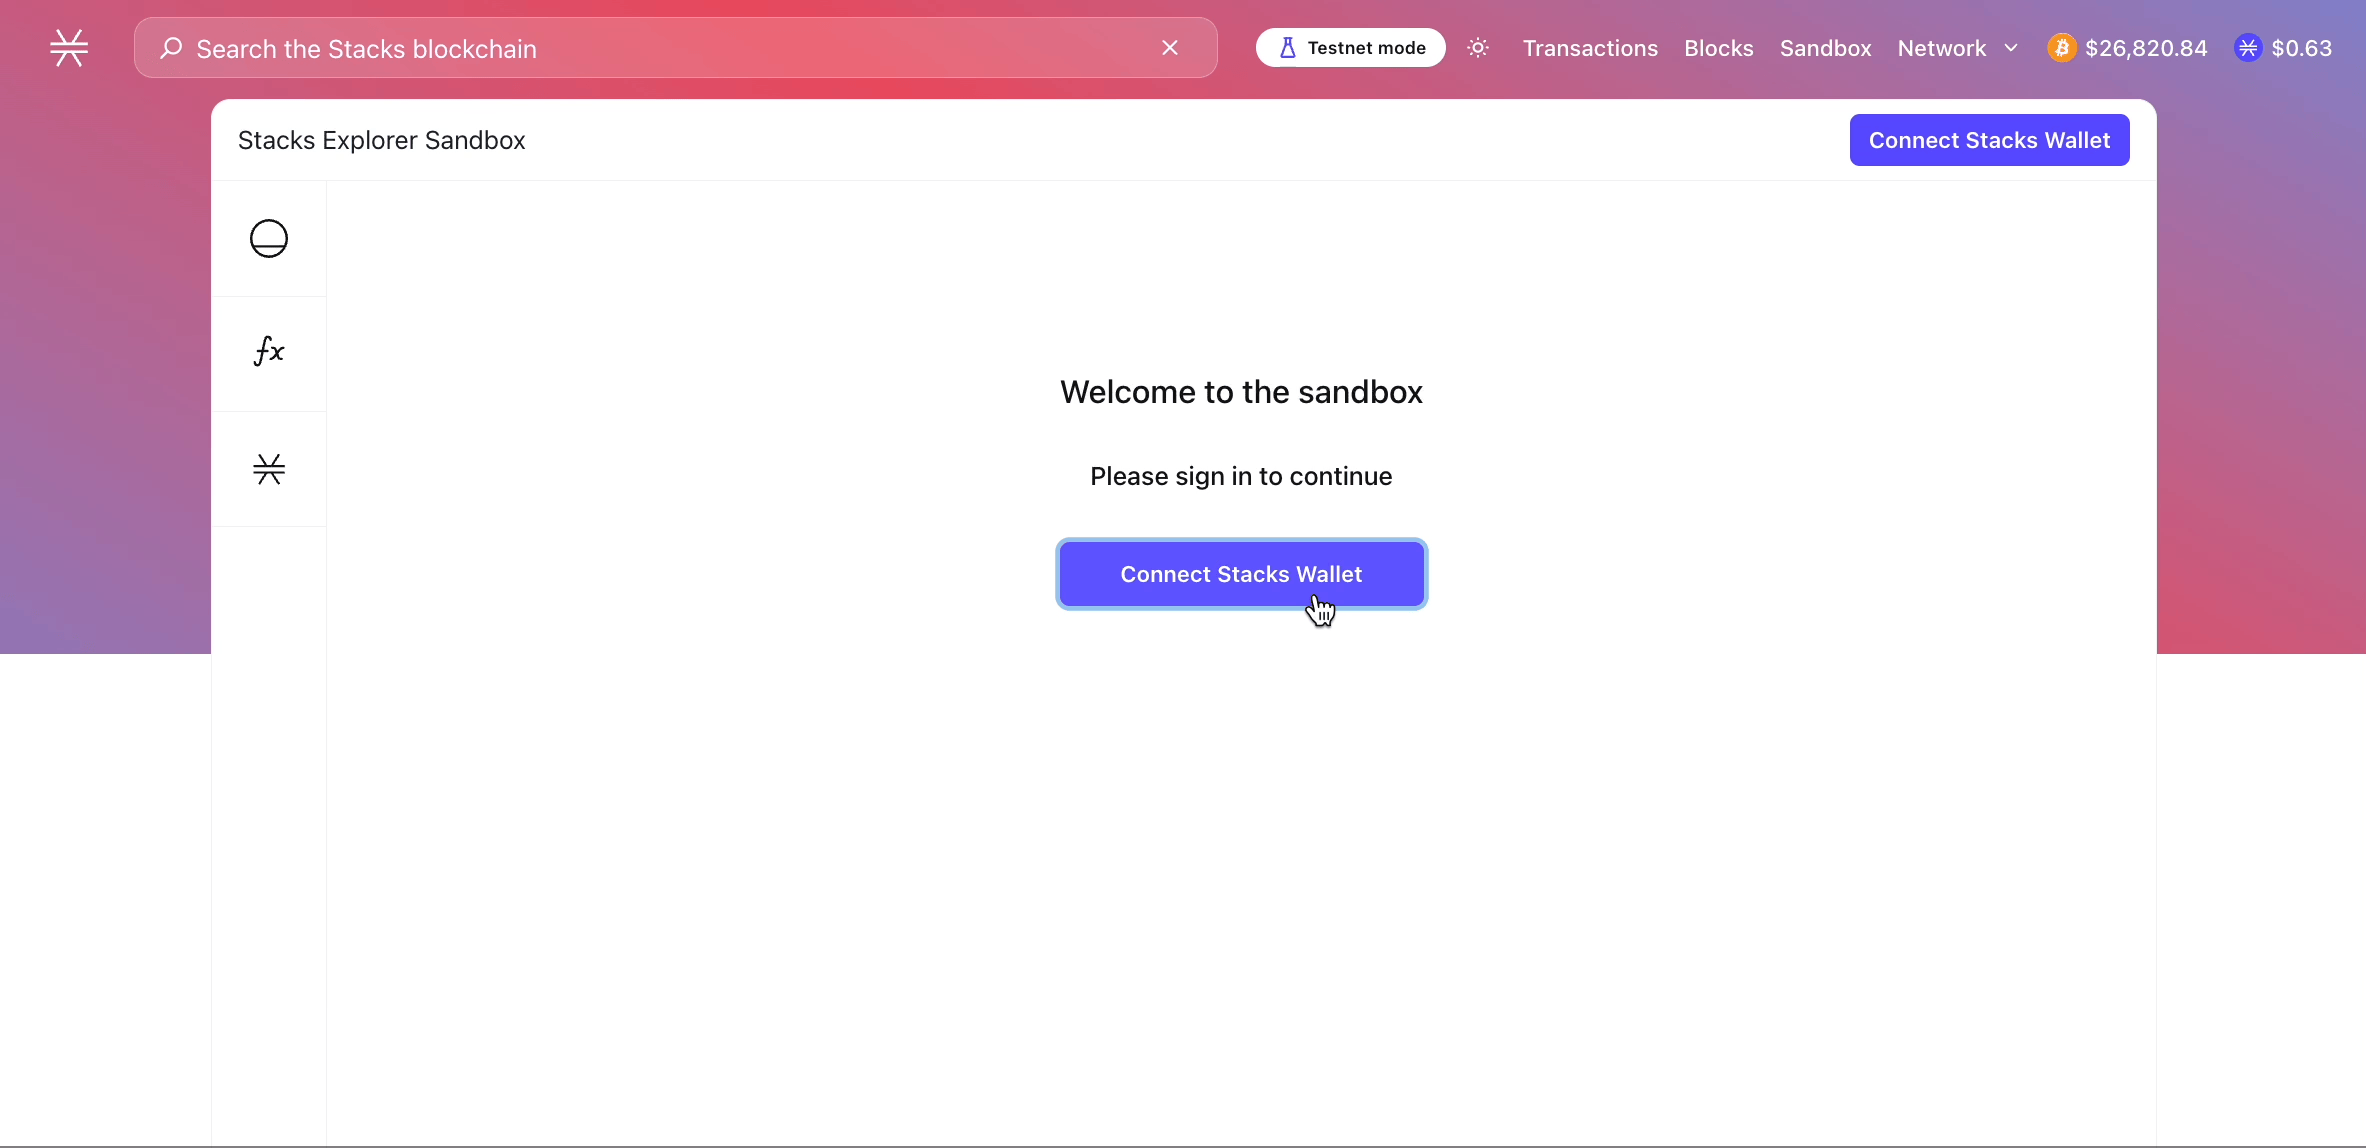 Search the Stacks blockchain
Testnet mode
Transactions
Blocks
Sandbox
Network
$26,820.84
$0.63
Stacks Explorer Sandbox
Connect Stacks Wallet
fx
Welcome to the sandbox
Please sign in to continue
Connect Stacks Wallet